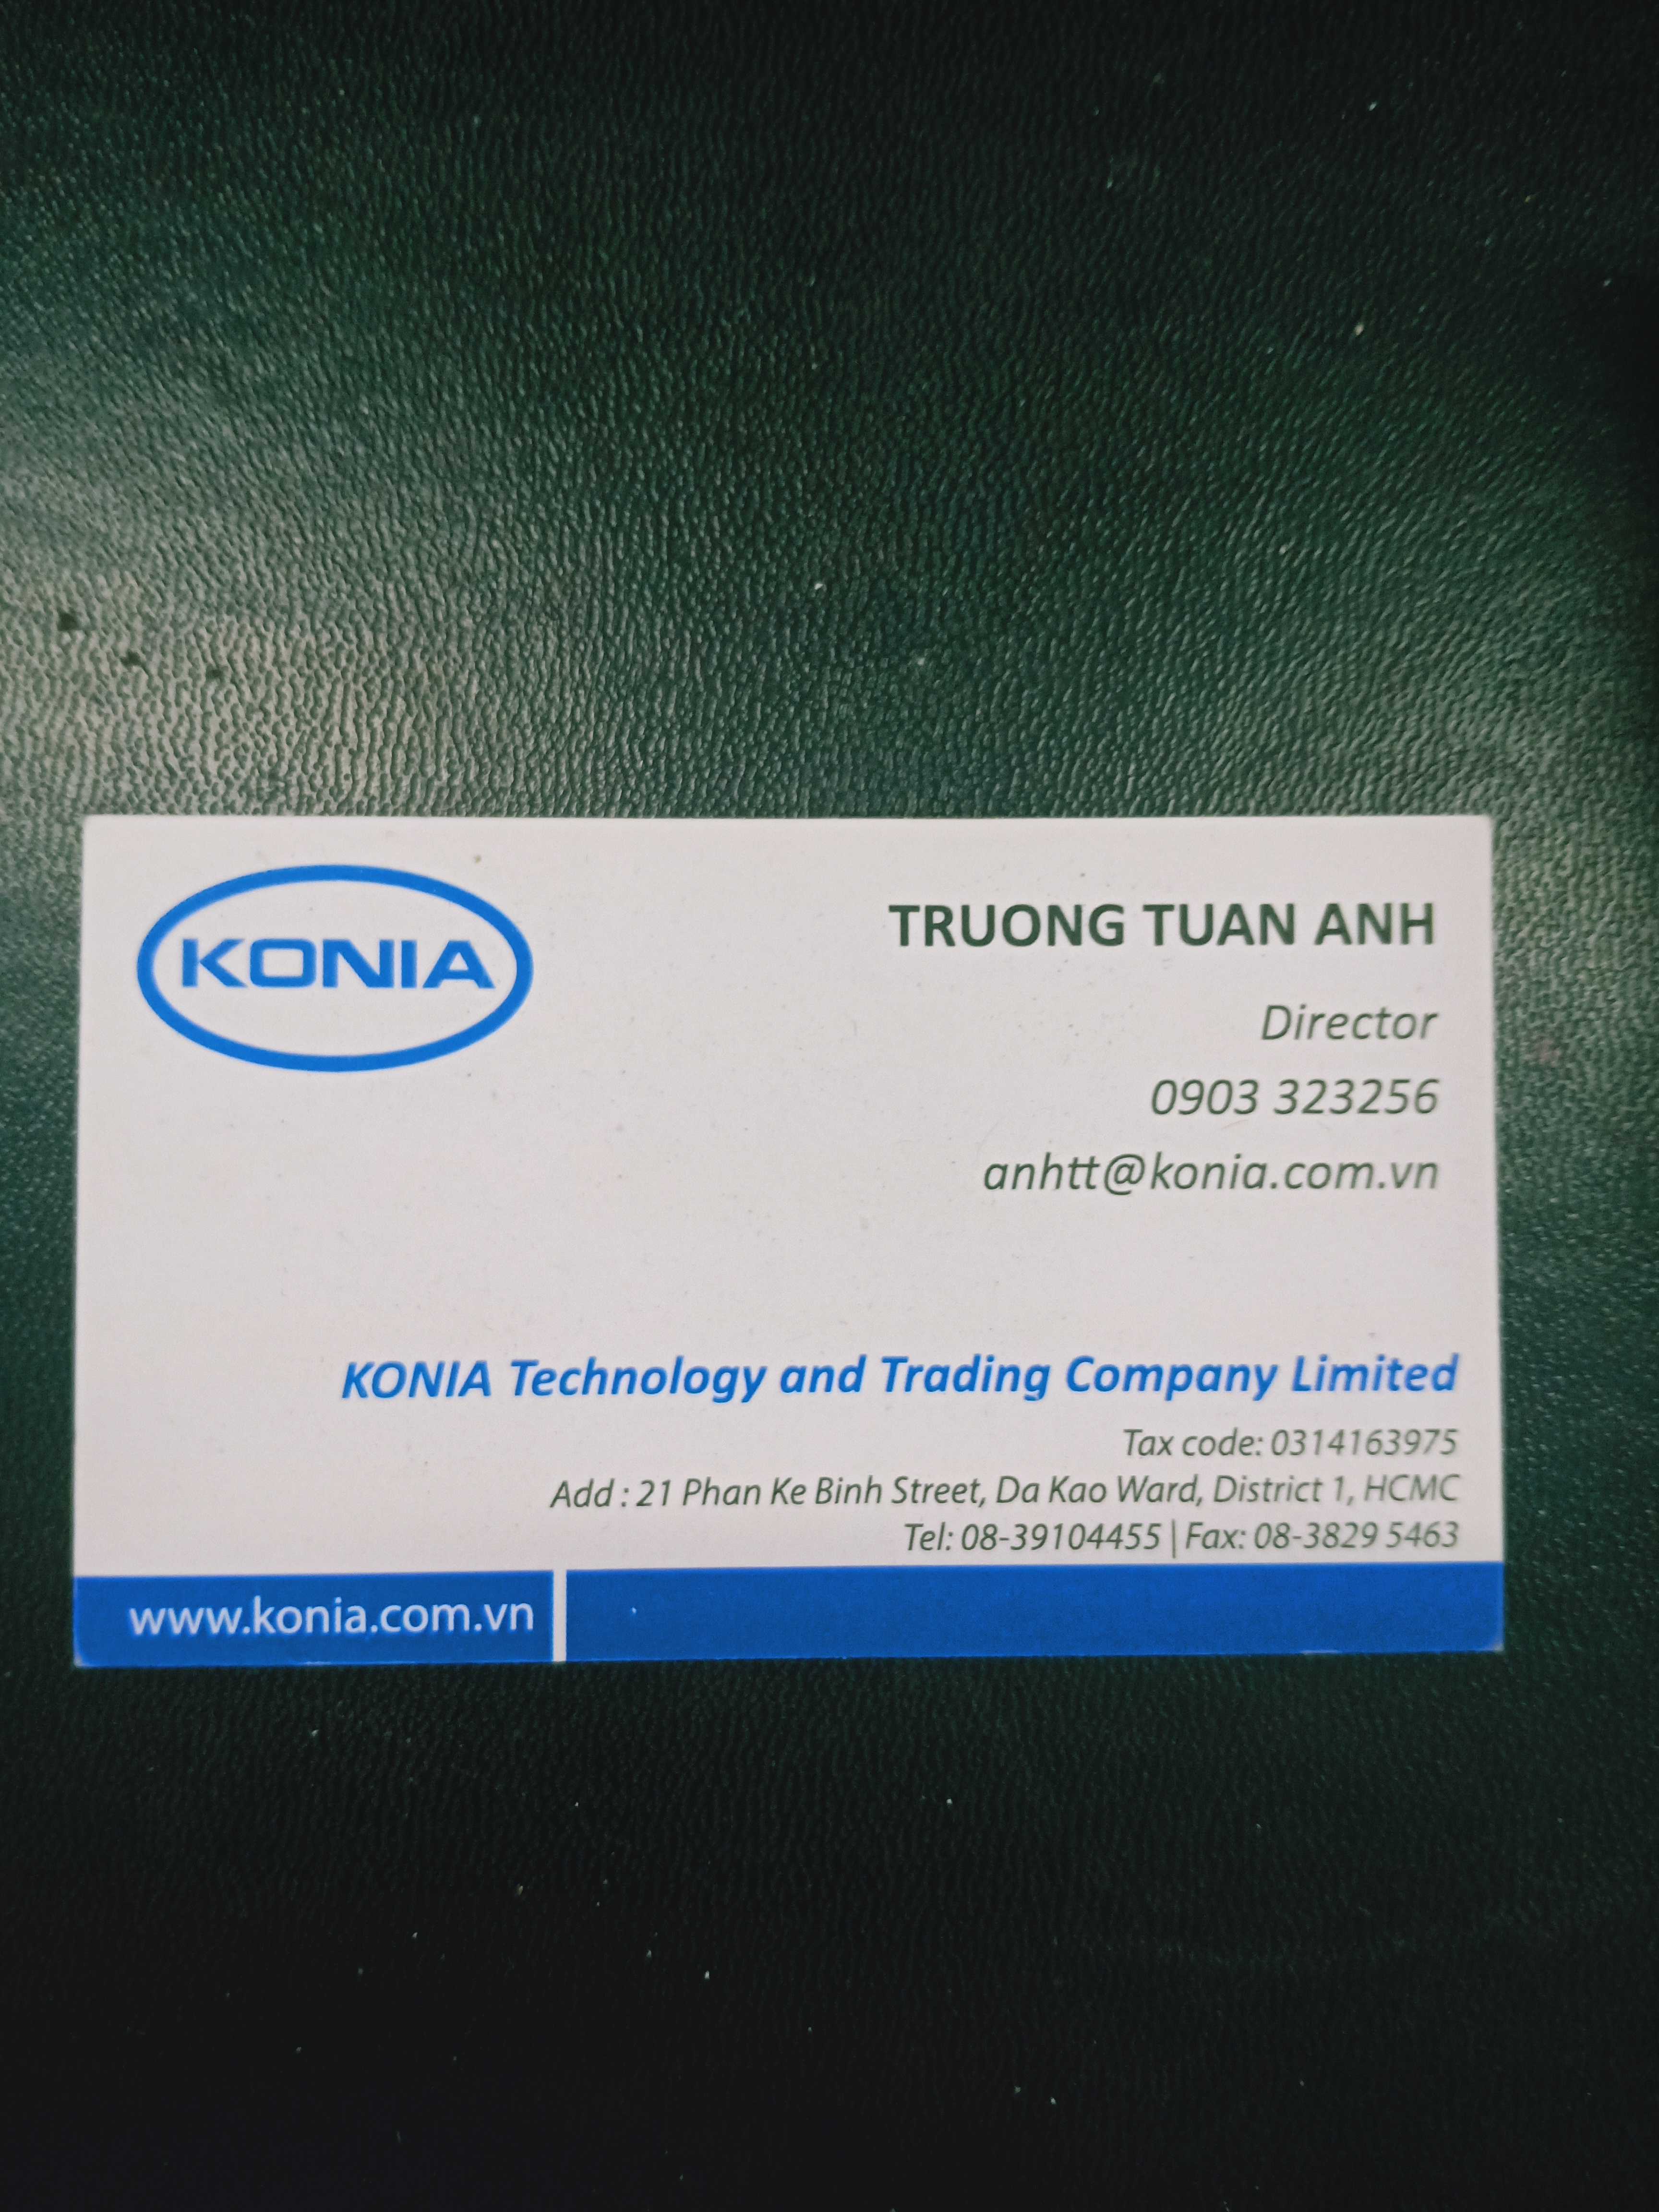 KONIA
TRUONG TUAN ANH
Director
0903 323256
anhtt@konia.com.vn
KONIA Technology and Trading Company Limited
Tax code: 0314163975
Add : 21 Phan Ke Binh Street, Da Kao Ward, District 1, HCMC
Tel: 08-39104455 | Fax: 08-3829 5463
www.konia.com.vn